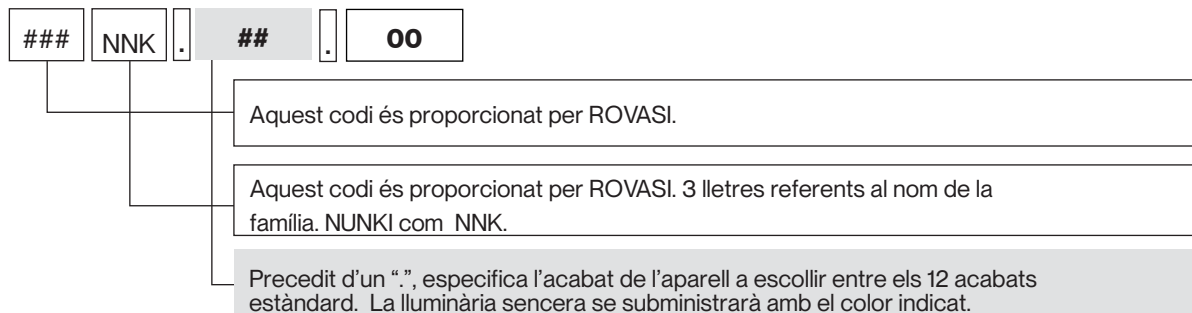 ### NNK . ## . 00
Aquest codi és proporcionat per ROVASI.
Aquest codi és proporcionat per ROVASI. 3 lletres referents al nom de la
família. NUNKI com NNK.
Precedit d’un “.”, especifica l’acabat de l’aparell a escollir entre els 12 acabats
estàndard. La lluminària sencera se subministrarà amb el color indicat.